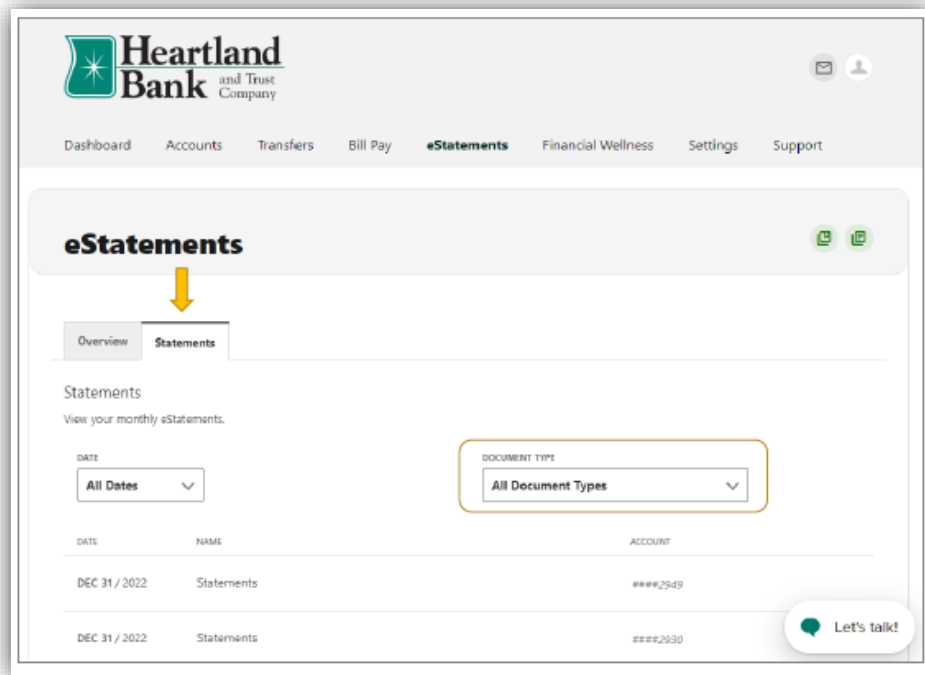 Heartland
Bank and Trust
Company
Dashboard Accounts Transfers Bill Pay eStatements Financial Wellness Settings Support
eStatements
Overview Statements
Statements
View your monthly eStatements.
DATE DOCUMENT TYPE
All Dates All Document Types
DATE NAME ACCOUNT
DEC 31 / 2022 Statements ####2949
DEC 31 / 2022 Statements ####2930
Let's talk!